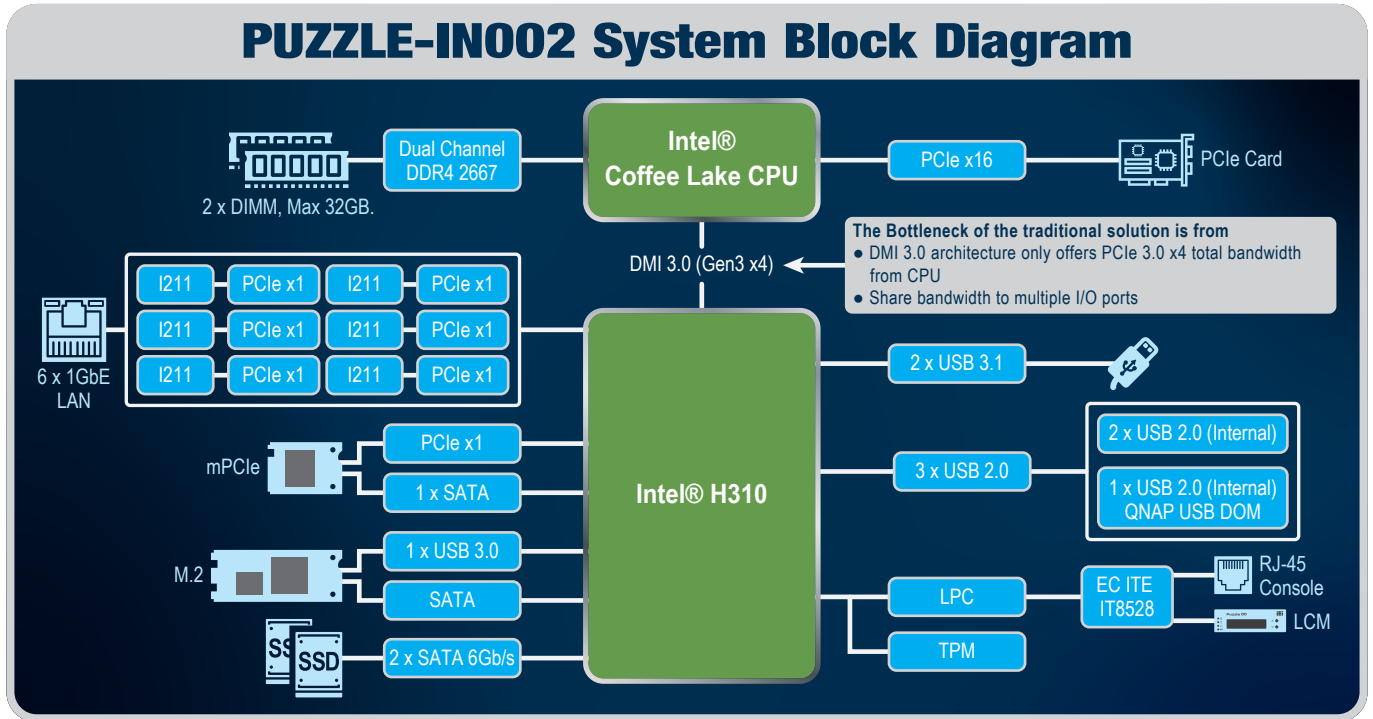 PUZZLE-IN002 System Block Diagram
2 x DIMM, Max 32GB.
Dual Channel
DDR4 2667
Intel®
Coffee Lake CPU
PCIe x16
PCIe Card
DMI 3.0 (Gen3 x4)
The Bottleneck of the traditional solution is from
● DMI 3.0 architecture only offers PCIe 3.0 x4 total bandwidth
from CPU
● Share bandwidth to multiple I/O ports
6 x 1GbE
LAN
I211
PCIe x1
I211
PCIe x1
I211
PCIe x1
I211
PCIe x1
I211
PCIe x1
I211
PCIe x1
mPCIe
PCIe x1
1 x SATA
M.2
1 x USB 3.0
SATA
SS
SSD
2 x SATA 6Gb/s
Intel® H310
2 x USB 3.1
3 x USB 2.0
2 x USB 2.0 (Internal)
1 x USB 2.0 (Internal)
QNAP USB DOM
LPC
TPM
EC ITE
IT8528
RJ-45
Console
LCM